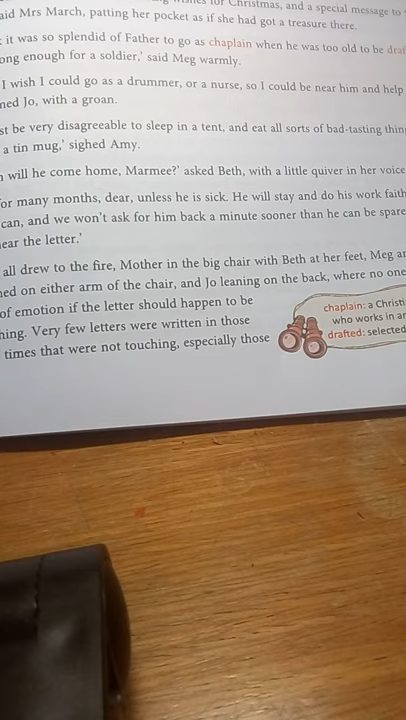 for Christmas, and a special message to
aid Mrs March, patting her pocket as if she had got a treasure there.
it was so splendid of Father to go as chaplain when he was too old to be draf
ong enough for a soldier,' said Meg warmly.
I wish I could go as a drummer, or a nurse, so I could be near him and help
ned Jo, with a groan.
st be very disagreeable to sleep in a tent, and eat all sorts of bad-tasting thin
a tin mug,' sighed Amy.
will he come home, Marmee?' asked Beth, with a little quiver in her voice
for many months, dear, unless he is sick. He will stay and do his work faith
can, and we won't ask for him back a minute sooner than he can be spare
ear the letter.'
all drew to the fire, Mother in the big chair with Beth at her feet, Meg ar
ned on either arm of the chair, and Jo leaning on the back, where no one
of emotion if the letter should happen to be
hing. Very few letters were written in those
times that were not touching, especially those
chaplain: a Christi
who works in ar
drafted: selected